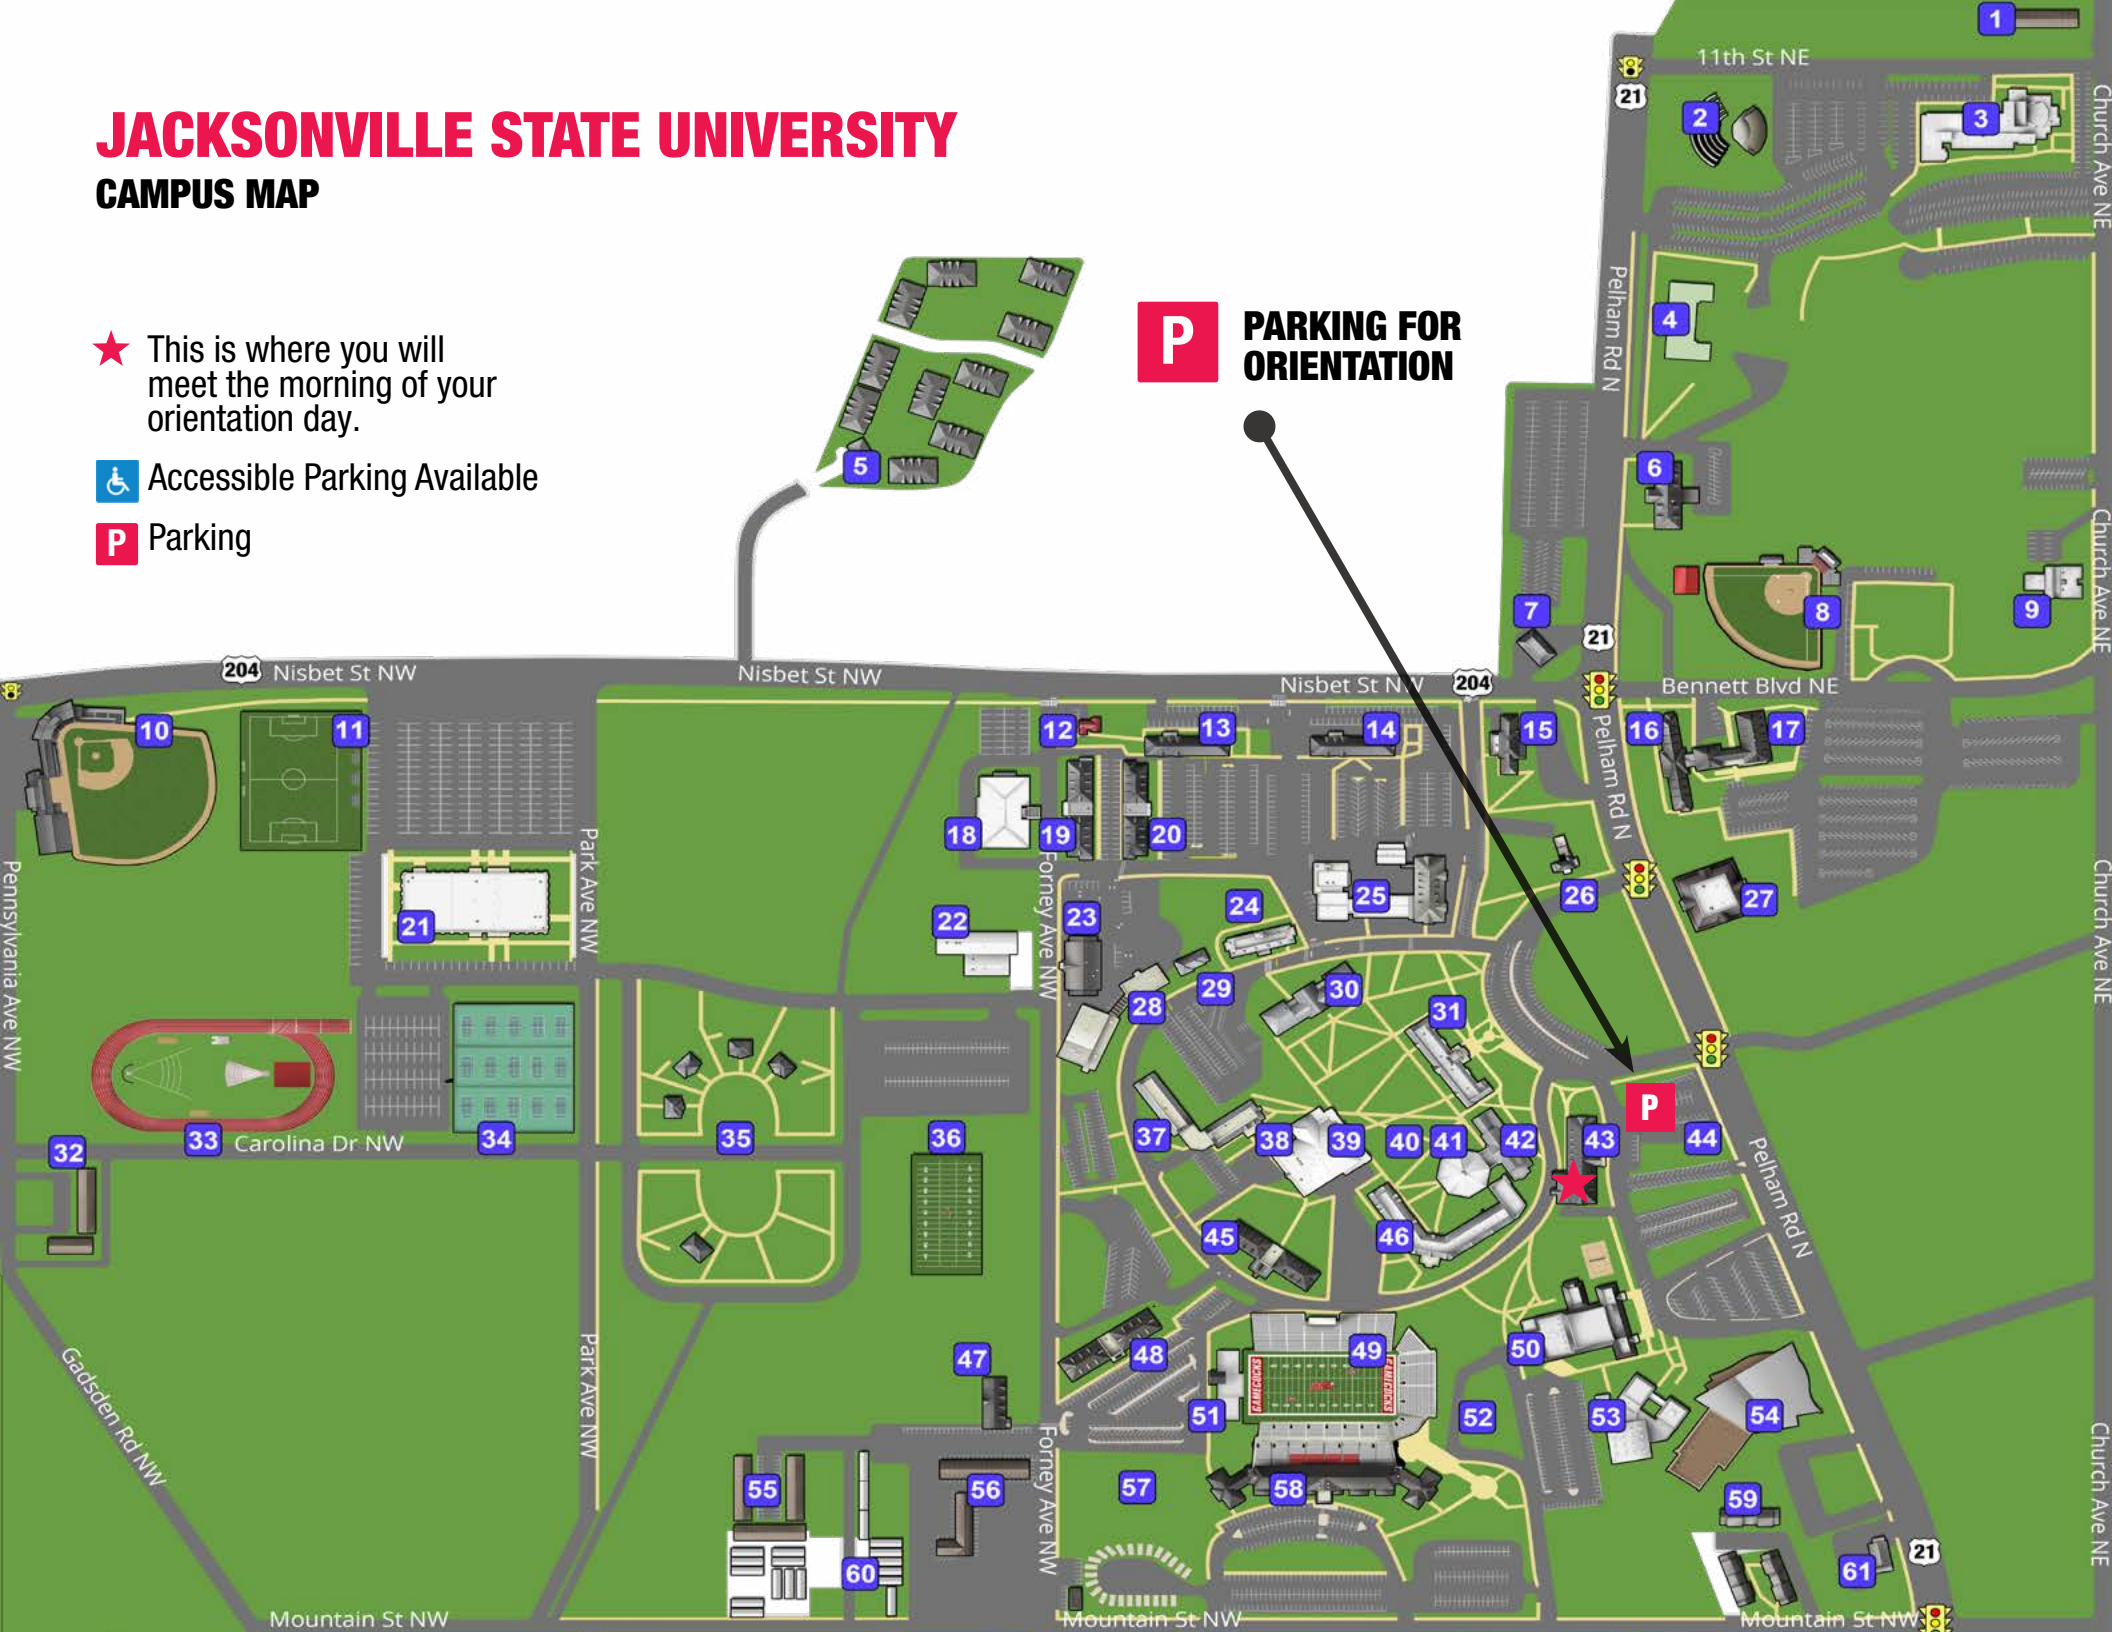 JACKSONVILLE STATE UNIVERSITY
CAMPUS MAP
This is where you will
meet the morning of your
orientation day.
Accessible Parking Available
P Parking
P
PARKING FOR
ORIENTATION
1
11th St NE
21
2
3
Church Ave NE
Pelham Rd N
4
5
6
Church Ave NE
7
8
9
21
204 Nisbet St NW
Nisbet St NW
Nisbet St NW
204
Bennett Blvd NE
10
11
12
13
14
15
Pelham Rd N
16
17
18
19
20
Park Ave NW
Pennsylvania Ave NW
Forney Ave NW
21
22
23
24
25
26
27
Church Ave NE
28
29
30
31
P
32
33
Carolina Dr NW
34
35
36
37
38
39
40
41
42
43
44
Pelham Rd N
45
46
47
48
49
GAMECOCKS
GAMECOCKS
50
51
52
53
54
Gadsden Rd NW
Park Ave NW
Forney Ave NW
Church Ave NE
55
56
57
58
59
60
61
21
Mountain St NW
Mountain St NW
Mountain St NW